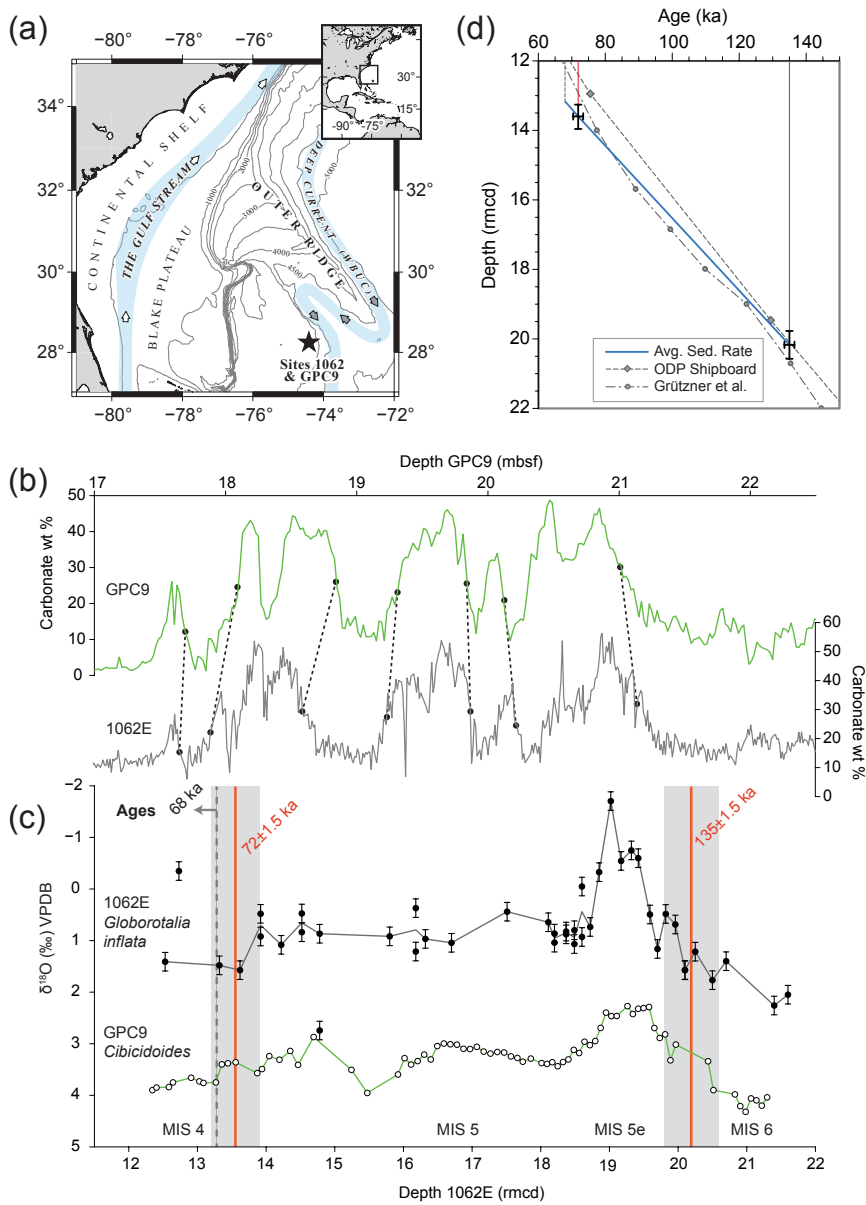 (a)
−80°
−78°
−76°
−74°
34°
32°
30°
28°
−80°
−78°
−76°
−74°
−72°
30°
15°
−90°
−75°
CONTINENTAL SHELF
THE GULF STREAM
BLAKE PLATEAU
OUTER RIDGE
DEEP CURRENT (WBUC)
1000
2000
3000
4000
4500
5000
Sites 1062
& GPC9
(d)
Age (ka)
60
80
100
120
140
12
14
16
18
20
22
Depth (rmcd)
Avg. Sed. Rate
ODP Shipboard
Grützner et al.
(b)
Depth GPC9 (mbsf)
17
18
19
20
21
22
50
40
30
20
10
0
Carbonate wt %
GPC9
1062E
60
50
40
30
20
10
0
Carbonate wt %
(c)
−2
−1
0
1
2
3
4
5
δ¹⁸O (‰) VPDB
Ages
68 ka
72±1.5 ka
135±1.5 ka
1062E
Globorotalia
inflata
GPC9
Cibicidoides
MIS 4
MIS 5
MIS 5e
MIS 6
12
13
14
15
16
17
18
19
20
21
22
Depth 1062E (rmcd)